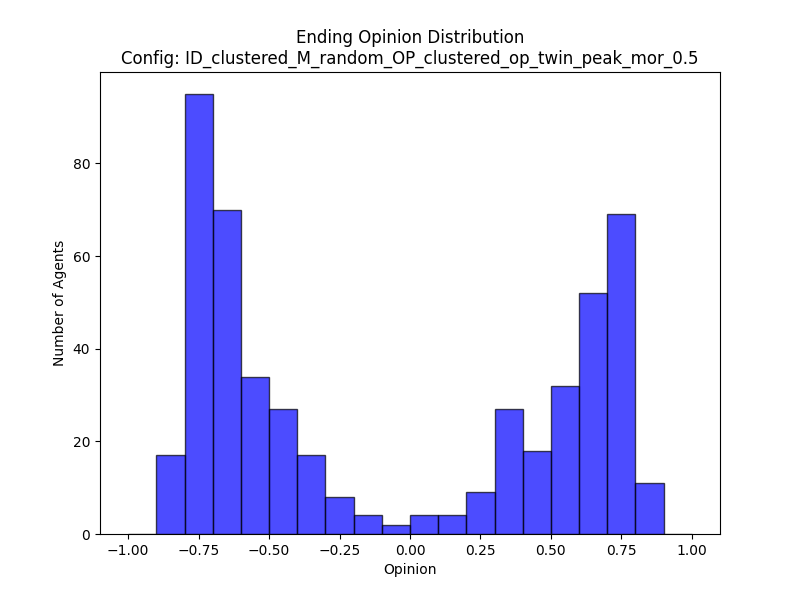 Ending Opinion Distribution
Config: ID_clustered_M_random_OP_clustered_op_twin_peak_mor_0.5
Number of Agents
80
60
40
20
0
−1.00 −0.75 −0.50 −0.25 0.00 0.25 0.50 0.75 1.00
Opinion